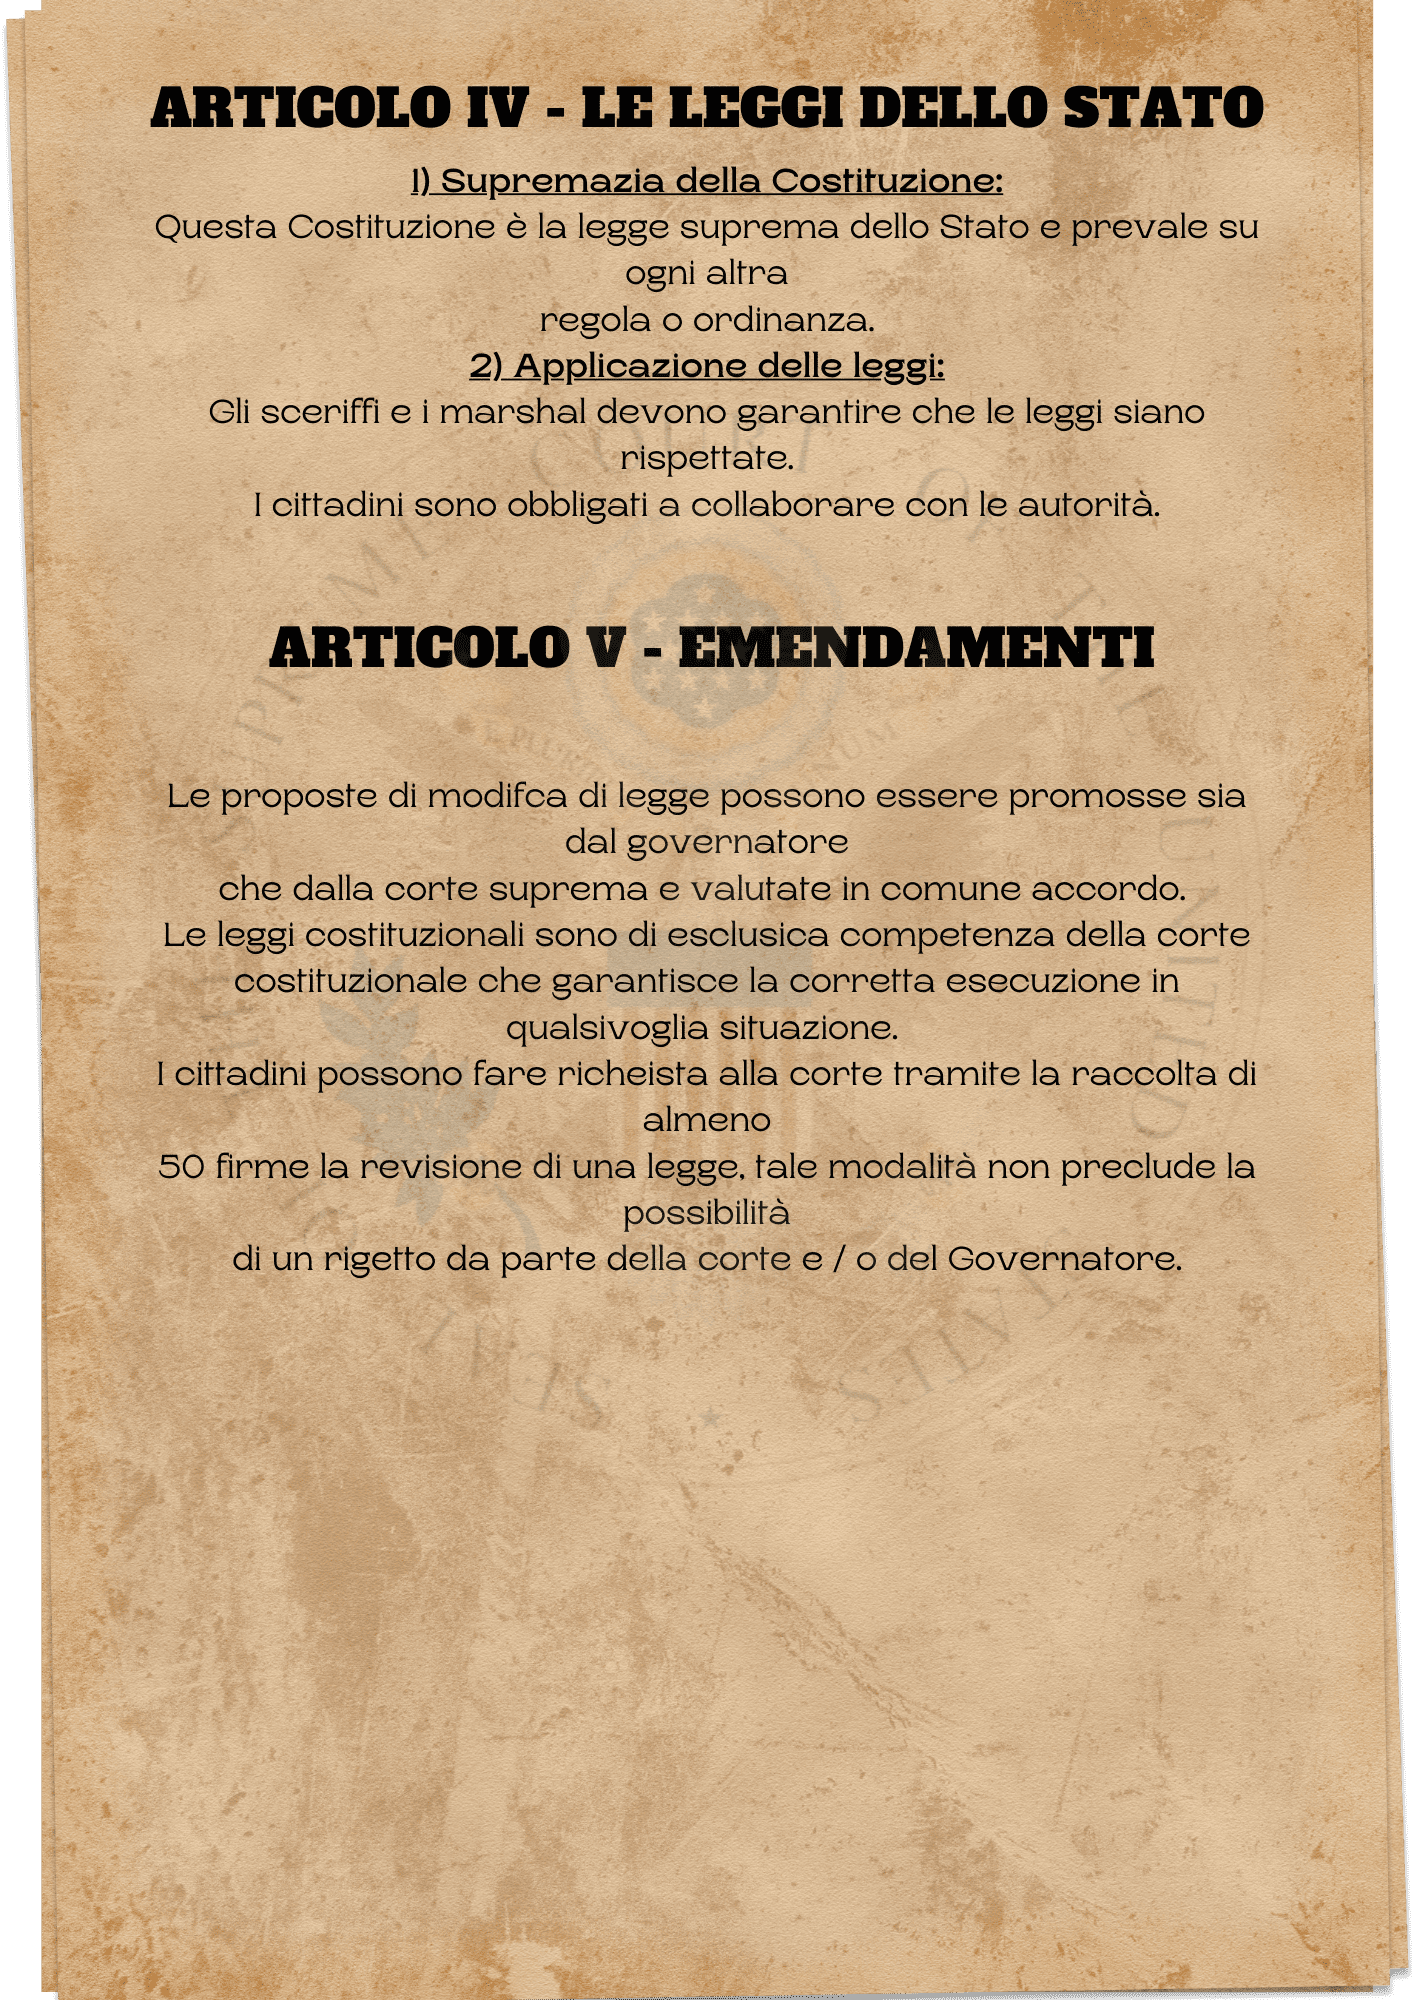 ARTICOLO IV - LE LEGGI DELLO STATO
1) Supremazia della Costituzione:
Questa Costituzione è la legge suprema dello Stato e prevale su
ogni altra
regola o ordinanza.
2) Applicazione delle leggi:
Gli sceriffi e i marshal devono garantire che le leggi siano
rispettate.
I cittadini sono obbligati a collaborare con le autorità.
ARTICOLO V - EMENDAMENTI
Le proposte di modifca di legge possono essere promosse sia
dal governatore
che dalla corte suprema e valutate in comune accordo.
Le leggi costituzionali sono di esclusica competenza della corte
costituzionale che garantisce la corretta esecuzione in
qualsivoglia situazione.
I cittadini possono fare richeista alla corte tramite la raccolta di
almeno
50 firme la revisione di una legge, tale modalità non preclude la
possibilità
di un rigetto da parte della corte e / o del Governatore.